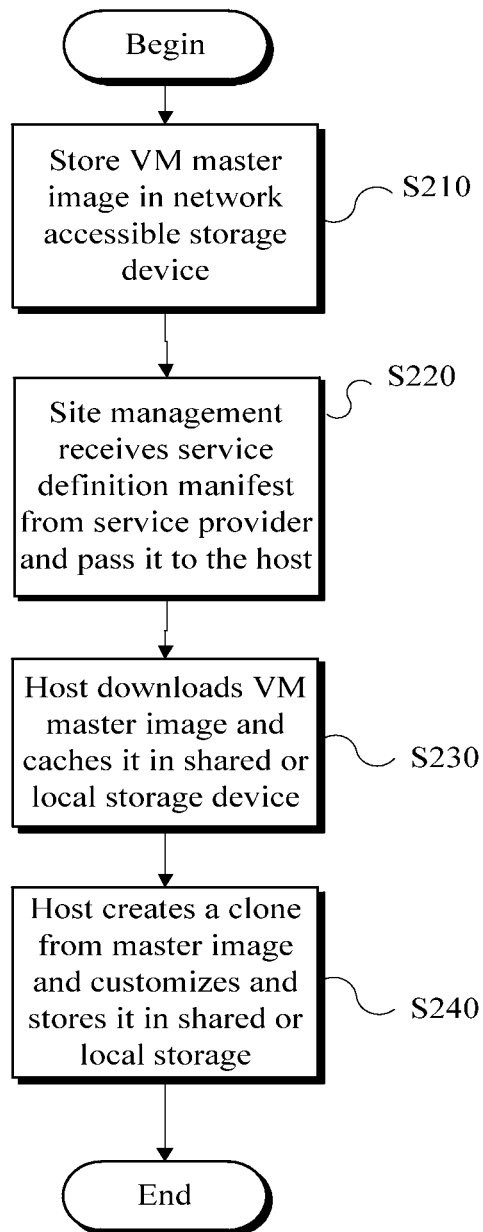 Begin
Store VM master
image in network
accessible storage
device
S210
Site management
receives service
definition manifest
from service provider
and pass it to the host
S220
Host downloads VM
master image and
caches it in shared or
local storage device
S230
Host creates a clone
from master image
and customizes and
stores it in shared or
local storage
S240
End